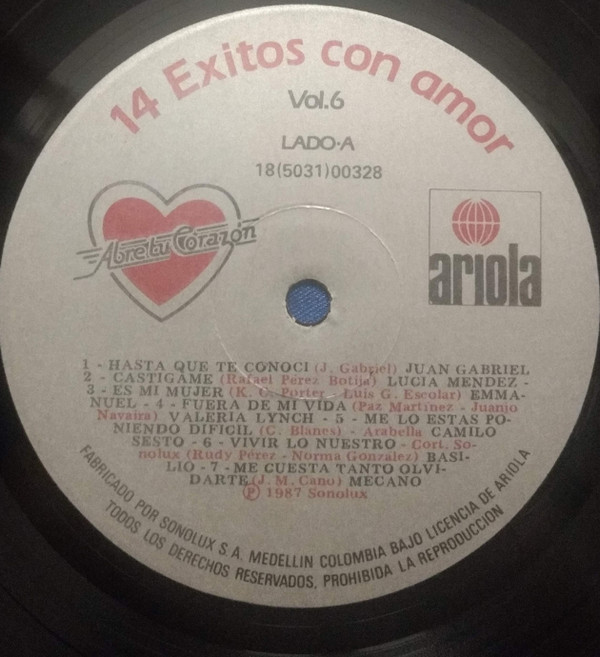 14 Exitos con amor
Vol.6
LADO·A
18(5031)00328
Abre tu Corazón
ariola
1 - HASTA QUE TE CONOCI (J. Gabriel) JUAN GABRIEL
2 - CASTIGAME (Rafael Pérez Botija) LUCIA MENDEZ -
3 - ES MI MUJER (K. C. Porter - Luis G. Escolar) EMMA-
NUEL - 4 - FUERA DE MI VIDA (Paz Martinez - Juanjo
Navaira) VALERIA LYNCH - 5 - ME LO ESTAS PO-
NIENDO DIFICIL (C. Blanes) - Arabella CAMILO
SESTO - 6 - VIVIR LO NUESTRO - Cort. So-
nolux (Rudy Pérez - Norma González) BASI-
LIO - 7 - ME CUESTA TANTO OLVI-
DARTE (J. M. Cano) MECANO
Ⓟ 1987 Sonolux
FABRICADO POR SONOLUX S.A. MEDELLIN COLOMBIA BAJO LICENCIA DE ARIOLA
TODOS LOS DERECHOS RESERVADOS, PROHIBIDA LA REPRODUCCION